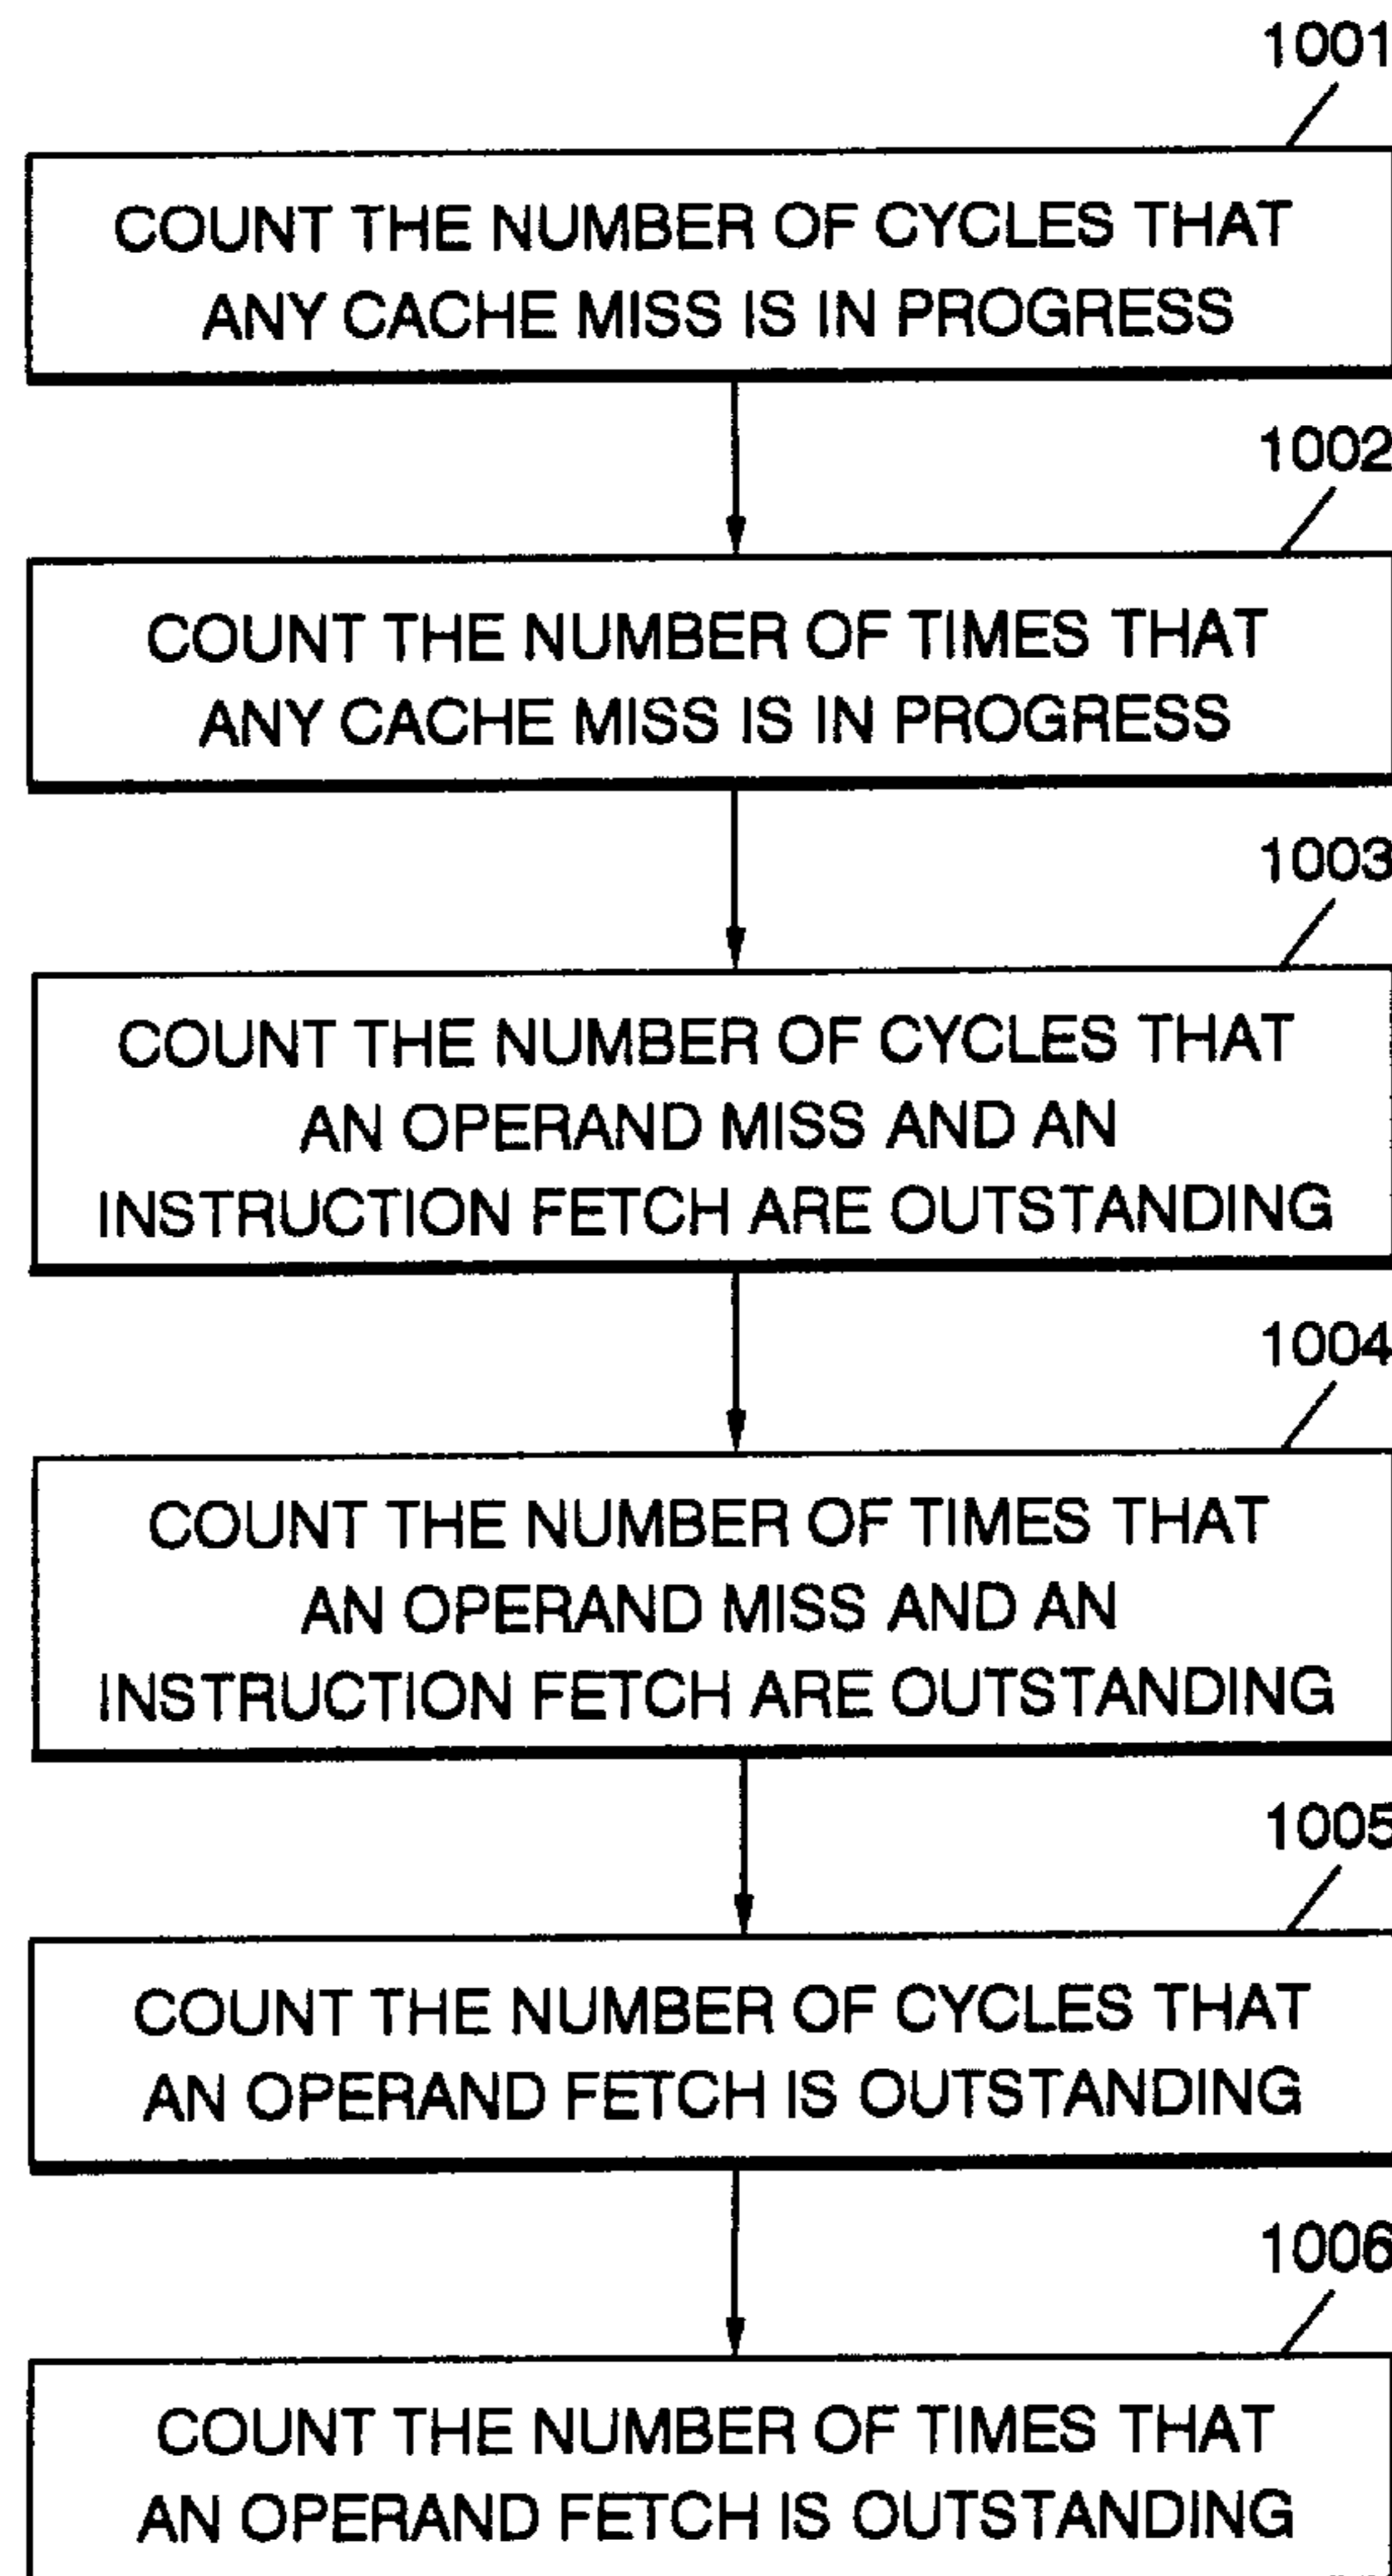 1001
COUNT THE NUMBER OF CYCLES THAT
ANY CACHE MISS IS IN PROGRESS
1002
COUNT THE NUMBER OF TIMES THAT
ANY CACHE MISS IS IN PROGRESS
1003
COUNT THE NUMBER OF CYCLES THAT
AN OPERAND MISS AND AN
INSTRUCTION FETCH ARE OUTSTANDING
1004
COUNT THE NUMBER OF TIMES THAT
AN OPERAND MISS AND AN
INSTRUCTION FETCH ARE OUTSTANDING
1005
COUNT THE NUMBER OF CYCLES THAT
AN OPERAND FETCH IS OUTSTANDING
1006
COUNT THE NUMBER OF TIMES THAT
AN OPERAND FETCH IS OUTSTANDING